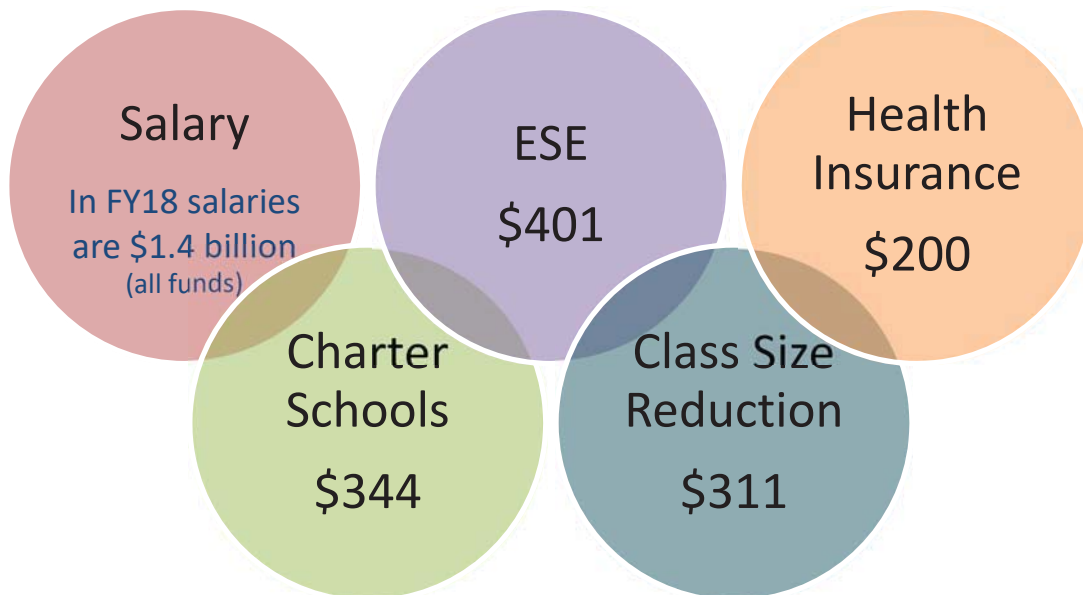 Salary
In FY18 salaries
are $1.4 billion
(all funds)
ESE
$401
Health
Insurance
$200
Charter
Schools
$344
Class Size
Reduction
$311